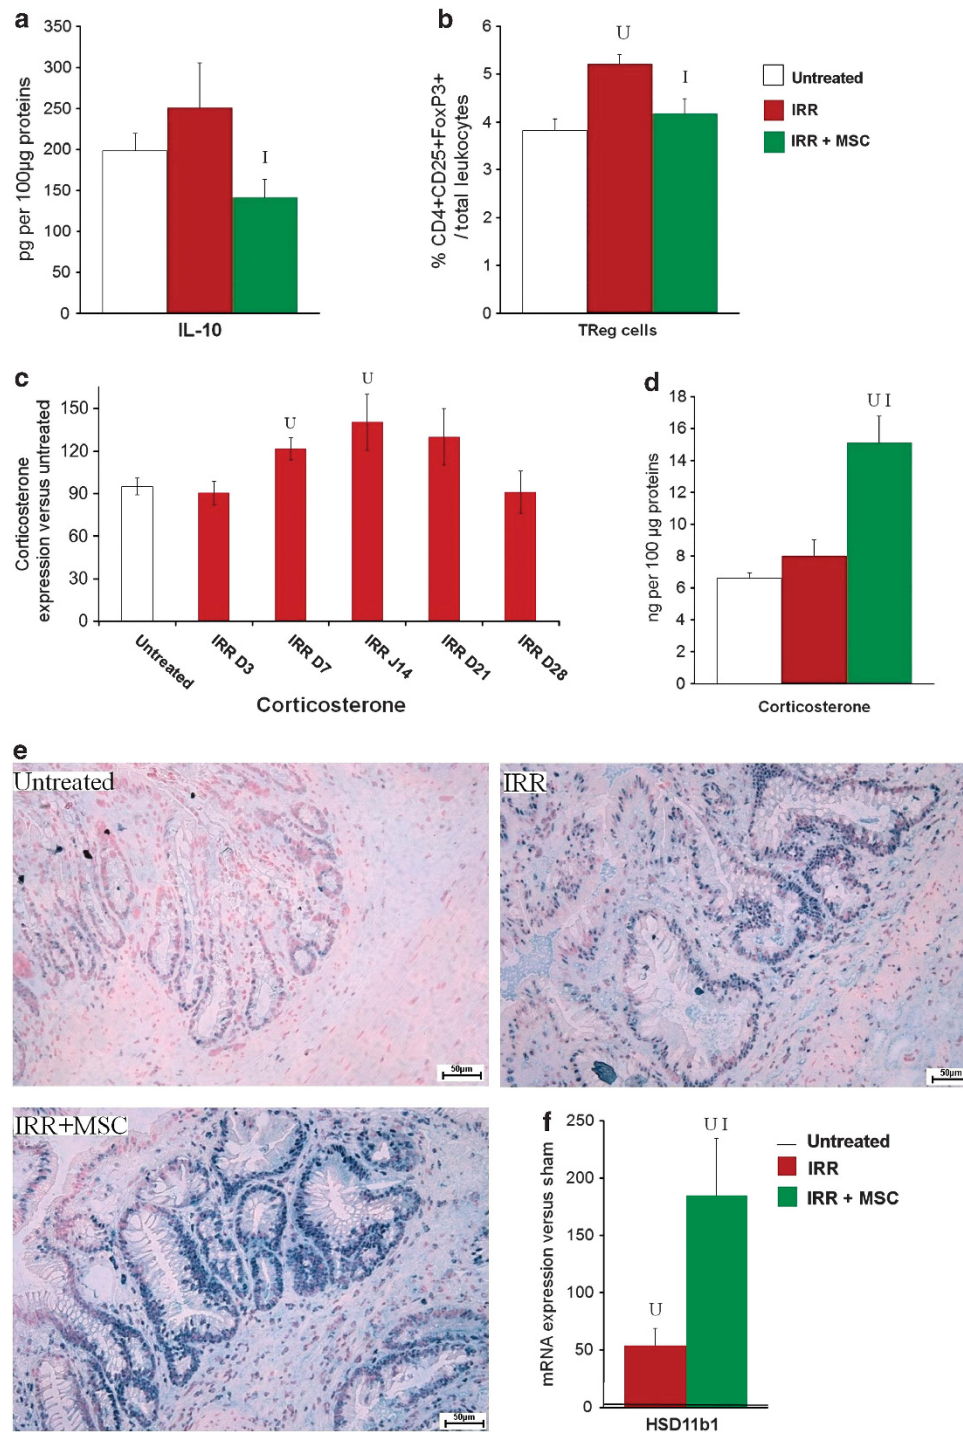 a
350
300
250
200
150
100
50
0
pg per 100µg proteins
I
IL-10
b
6
5
4
3
2
1
0
% CD4+CD25+FoxP3+
/ total leukocytes
U
I
TReg cells
Untreated
IRR
IRR + MSC
c
150
120
90
60
30
0
Corticosterone
expression versus untreated
U
U
Untreated
IRR D3
IRR D7
IRR J14
IRR D21
IRR D28
Corticosterone
d
18
16
14
12
10
8
6
4
2
0
ng per 100 µg proteins
U I
Corticosterone
e
Untreated
50µm
IRR
50µm
IRR+MSC
50µm
f
250
200
150
100
50
0
mRNA expression versus sham
U
U I
HSD11b1
Untreated
IRR
IRR + MSC